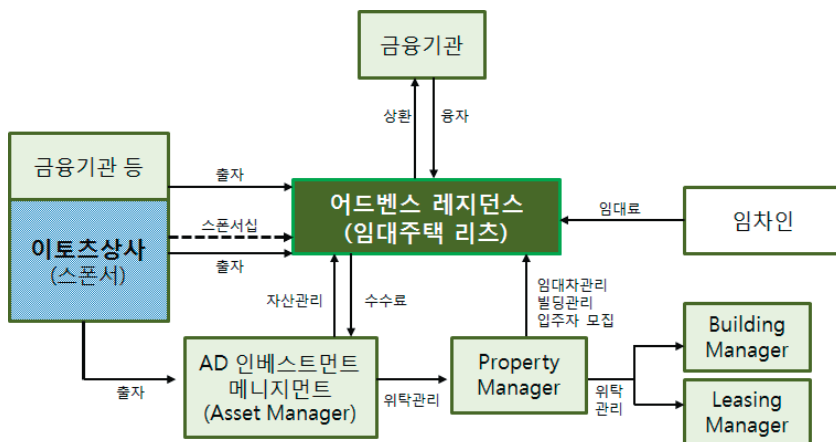 금융기관
상환
융자
금융기관 등
출자
어드벤스 레지던스
(임대주택 리츠)
스폰서십
이토츠상사
(스폰서)
출자
임대료
임차인
자산관리
수수료
임대차관리
빌딩관리
입주자 모집
출자
AD 인베스트먼트
메니지먼트
(Asset Manager)
위탁관리
Property
Manager
위탁
관리
Building
Manager
Leasing
Manager